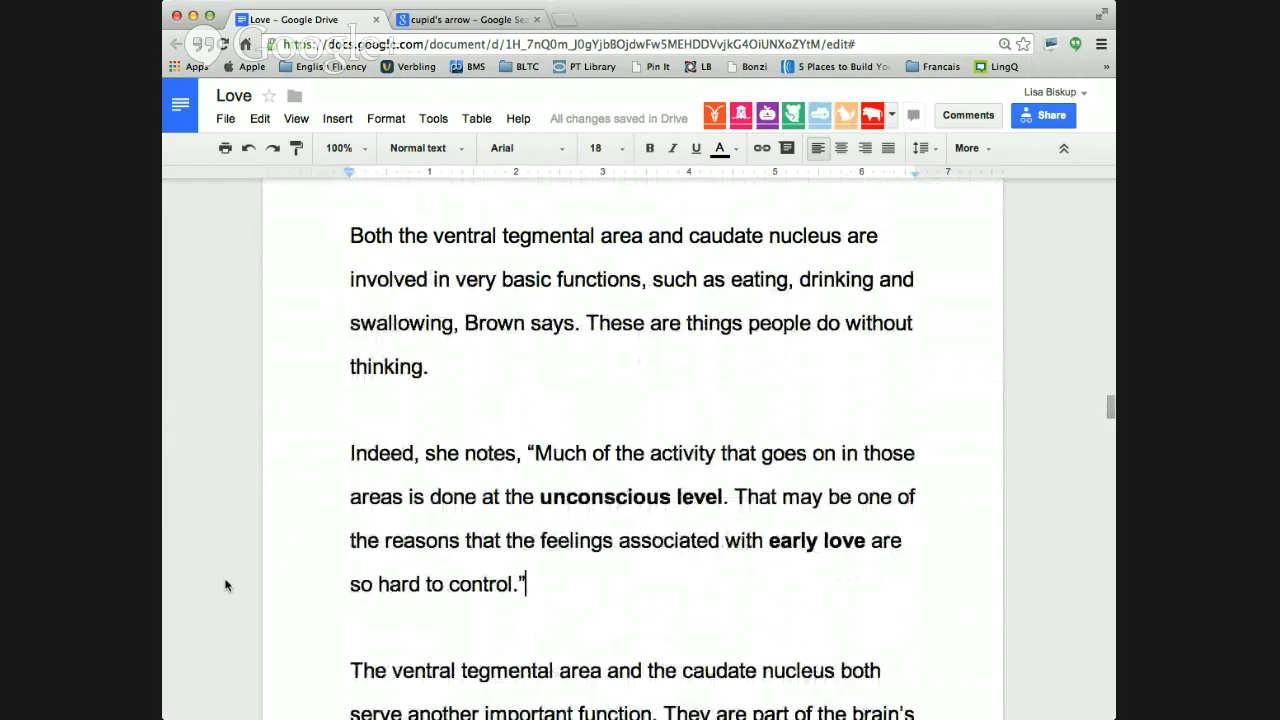 Love – Google Drive
cupid's arrow – Google Sea
Google+
https://docs.google.com/document/d/1H_7nQ0m_J0gYjbBOjdwFw5MEHDDVvjkG4OiUNXoZYtM/edit#
Apps Apple English Fluency Verbling BMS BLTC PT Library Pin It LB Bonzi 5 Places to Build Yo Francais LingQ »
Love
Lisa Biskup
File Edit View Insert Format Tools Table Help All changes saved in Drive
Comments Share
100% Normal text Arial 18 B I U A More
1 2 3 4 5 6 7
Both the ventral tegmental area and caudate nucleus are
involved in very basic functions, such as eating, drinking and
swallowing, Brown says. These are things people do without
thinking.
Indeed, she notes, “Much of the activity that goes on in those
areas is done at the unconscious level. That may be one of
the reasons that the feelings associated with early love are
so hard to control.”
The ventral tegmental area and the caudate nucleus both
serve another important function. They are part of the brain’s